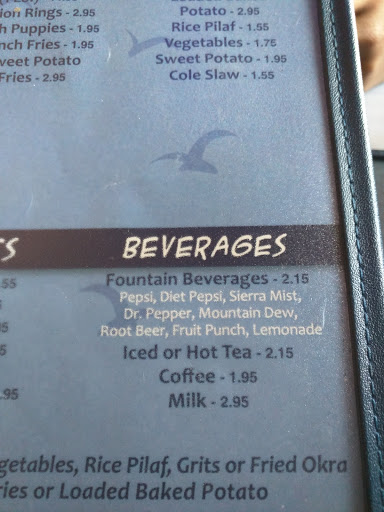 ion Rings - 2.95
Potato - 2.95
Puppies - 1.95
Rice Pilaf - 1.55
nch Fries - 1.95
Vegetables - 1.75
weet Potato
Sweet Potato - 1.95
Fries - 2.95
Cole Slaw - 1.55
TS
BEVERAGES
.55
Fountain Beverages - 2.15
Pepsi, Diet Pepsi, Sierra Mist,
Dr. Pepper, Mountain Dew,
Root Beer, Fruit Punch, Lemonade
Iced or Hot Tea - 2.15
Coffee - 1.95
.95
Milk - 2.95
getables, Rice Pilaf, Grits or Fried Okra
ries or Loaded Baked Potato